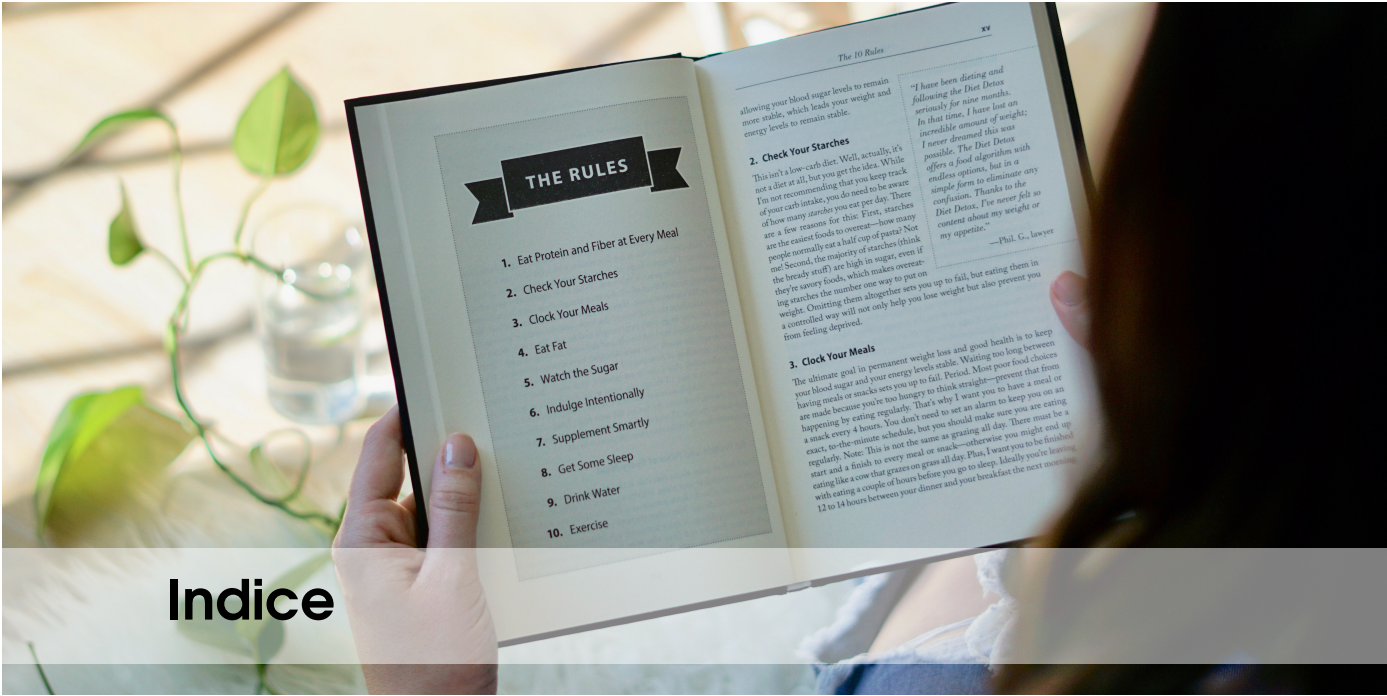 THE RULES
1. Eat Protein and Fiber at Every Meal
2. Check Your Starches
3. Clock Your Meals
4. Eat Fat
5. Watch the Sugar
6. Indulge Intentionally
7. Supplement Smartly
8. Get Some Sleep
9. Drink Water
10. Exercise
The 10 Rules
xv
allowing your blood sugar levels to remain
more stable, which leads your weight and
energy levels to remain stable.
2. Check Your Starches
This isn't a low-carb diet. Well, actually, it's
not a diet at all, but you get the idea. While
I'm not recommending that you keep track
of your carb intake, you do need to be aware
of how many starches you eat per day. There
are a few reasons for this: First, starches
are the easiest foods to overeat—how many
people normally eat a half cup of pasta? Not
me! Second, the majority of starches (think
the bready stuff) are high in sugar, even if
they're savory foods, which makes overeat-
ing starches the number one way to put on
weight. Omitting them altogether sets you up to fail, but eating them in
a controlled way will not only help you lose weight but also prevent you
from feeling deprived.
"I have been dieting and
following the Diet Detox
seriously for nine months.
In that time, I have lost an
incredible amount of weight;
I never dreamed this was
possible. The Diet Detox
offers a food algorithm with
endless options, but in a
simple form to eliminate any
confusion. Thanks to the
Diet Detox, I've never felt so
content about my weight or
my appetite."
—Phil. G., lawyer
3. Clock Your Meals
The ultimate goal in permanent weight loss and good health is to keep
your blood sugar and your energy levels stable. Waiting too long between
having meals or snacks sets you up to fail. Period. Most poor food choices
are made because you're too hungry to think straight—prevent that from
happening by eating regularly. That's why I want you to have a meal or
a snack every 4 hours. You don't need to set an alarm to keep you on an
exact, to-the-minute schedule, but you should make sure you are eating
regularly. Note: This is not the same as grazing all day. There must be a
start and a finish to every meal or snack—otherwise you might end up
eating like a cow that grazes on grass all day. Plus, I want you to be finished
with eating a couple of hours before you go to sleep. Ideally you're leaving
12 to 14 hours between your dinner and your breakfast the next morning
Indice